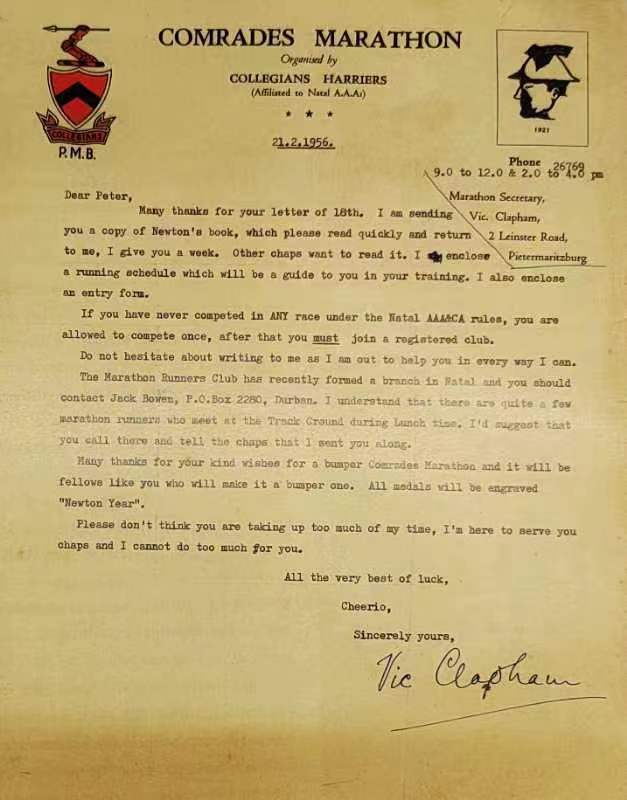 COMRADES MARATHON
Organised by
COLLEGIANS HARRIERS
(Affiliated to Natal A.A.A.)
* * *
COLLEGIANS
P.M.B.
1921
21.2.1956.
Phone 26769
9.0 to 12.0 & 2.0 to 4.0 pm
Marathon Secretary,
Vic. Clapham,
2 Leinster Road,
Pietermaritzburg
Dear Peter,
Many thanks for your letter of 18th. I am sending
you a copy of Newton's book, which please read quickly and return
to me, I give you a week. Other chaps want to read it. I enclose
a running schedule which will be a guide to you in your training. I also enclose
an entry form.
If you have never competed in ANY race under the Natal AAA&CA rules, you are
allowed to compete once, after that you must join a registered club.
Do not hesitate about writing to me as I am out to help you in every way I can.
The Marathon Runners Club has recently formed a branch in Natal and you should
contact Jack Bowen, P.O.Box 2280, Durban. I understand that there are quite a few
marathon runners who meet at the Track Ground during Lunch time. I'd suggest that
you call there and tell the chaps that I sent you along.
Many thanks for your kind wishes for a bumper Comrades Marathon and it will be
fellows like you who will make it a bumper one. All medals will be engraved
"Newton Year".
Please don't think you are taking up too much of my time, I'm here to serve you
chaps and I cannot do too much for you.
All the very best of luck,
Cheerio,
Sincerely yours,
Vic Clapham